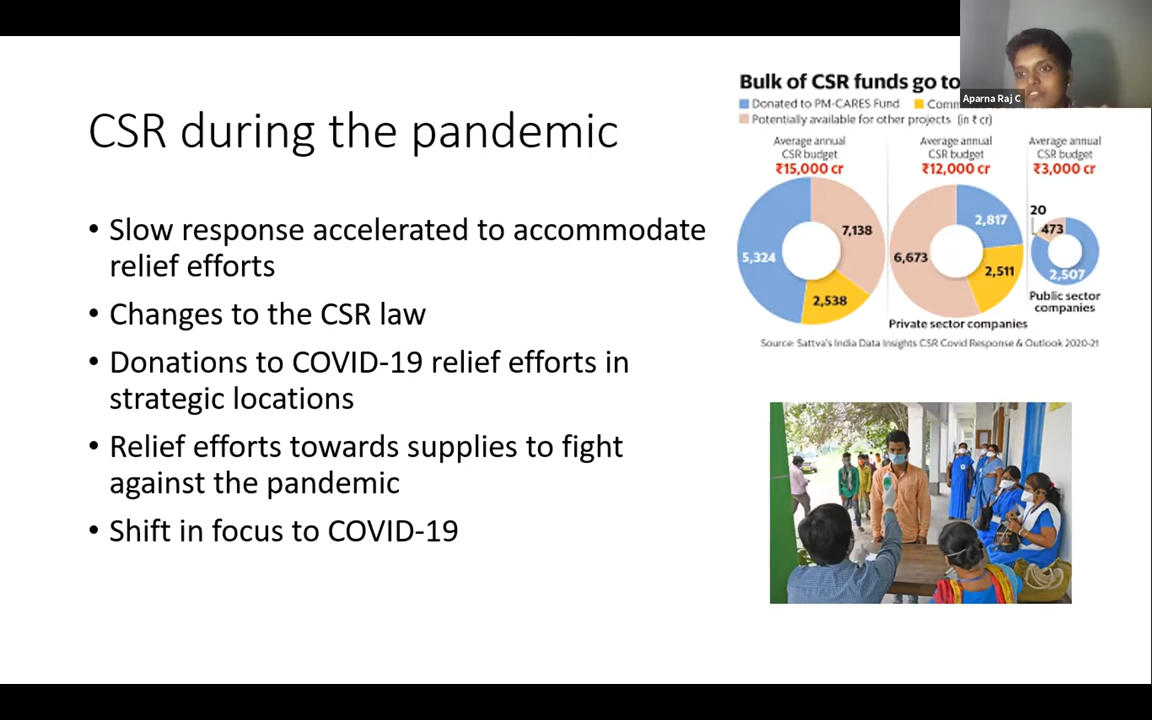 CSR during the pandemic
• Slow response accelerated to accommodate
relief efforts
• Changes to the CSR law
• Donations to COVID-19 relief efforts in
strategic locations
• Relief efforts towards supplies to fight
against the pandemic
• Shift in focus to COVID-19
Aparna Raj C
Bulk of CSR funds go to
Donated to PM-CARES Fund
Potentially available for other projects (in ₹ cr)
Average annual
CSR budget
₹15,000 cr
7,138
5,324
2,538
Average annual
CSR budget
₹12,000 cr
2,817
6,673
2,511
Private sector companies
Average annual
CSR budget
₹3,000 cr
20
473
2,507
Public sector
companies
Source: Sattva's India Data Insights CSR Covid Response & Outlook 2020-21